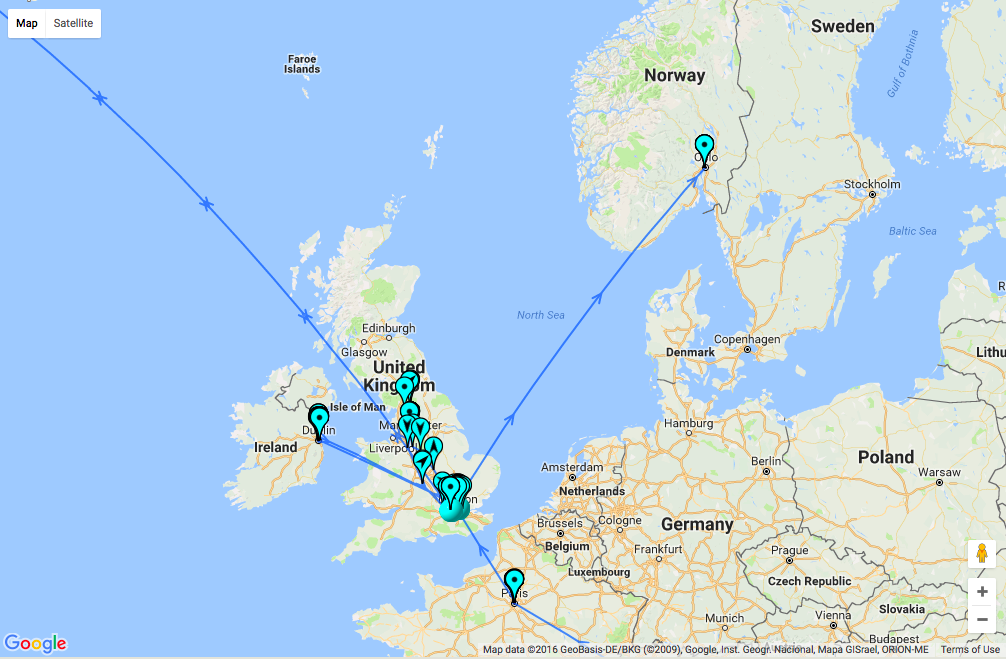 Map Satellite
Faroe
Islands
Norway
Sweden
Gulf of Bothnia
Stockholm
Baltic Sea
North Sea
Edinburgh
Glasgow
United
Kingdom
Isle of Man
Dublin
Ireland
Liverpool
Denmark
Copenhagen
Lithu
Hamburg
Amsterdam
Netherlands
Berlin
Poland
Warsaw
Brussels
Belgium
Cologne
Germany
Luxembourg
Frankfurt
Prague
Czech Republic
Paris
Slovakia
Vienna
Munich
Budapest
Google
Map data ©2016 GeoBasis-DE/BKG (©2009), Google, Inst. Geogr. Nacional, Mapa GISrael, ORION-ME Terms of Use